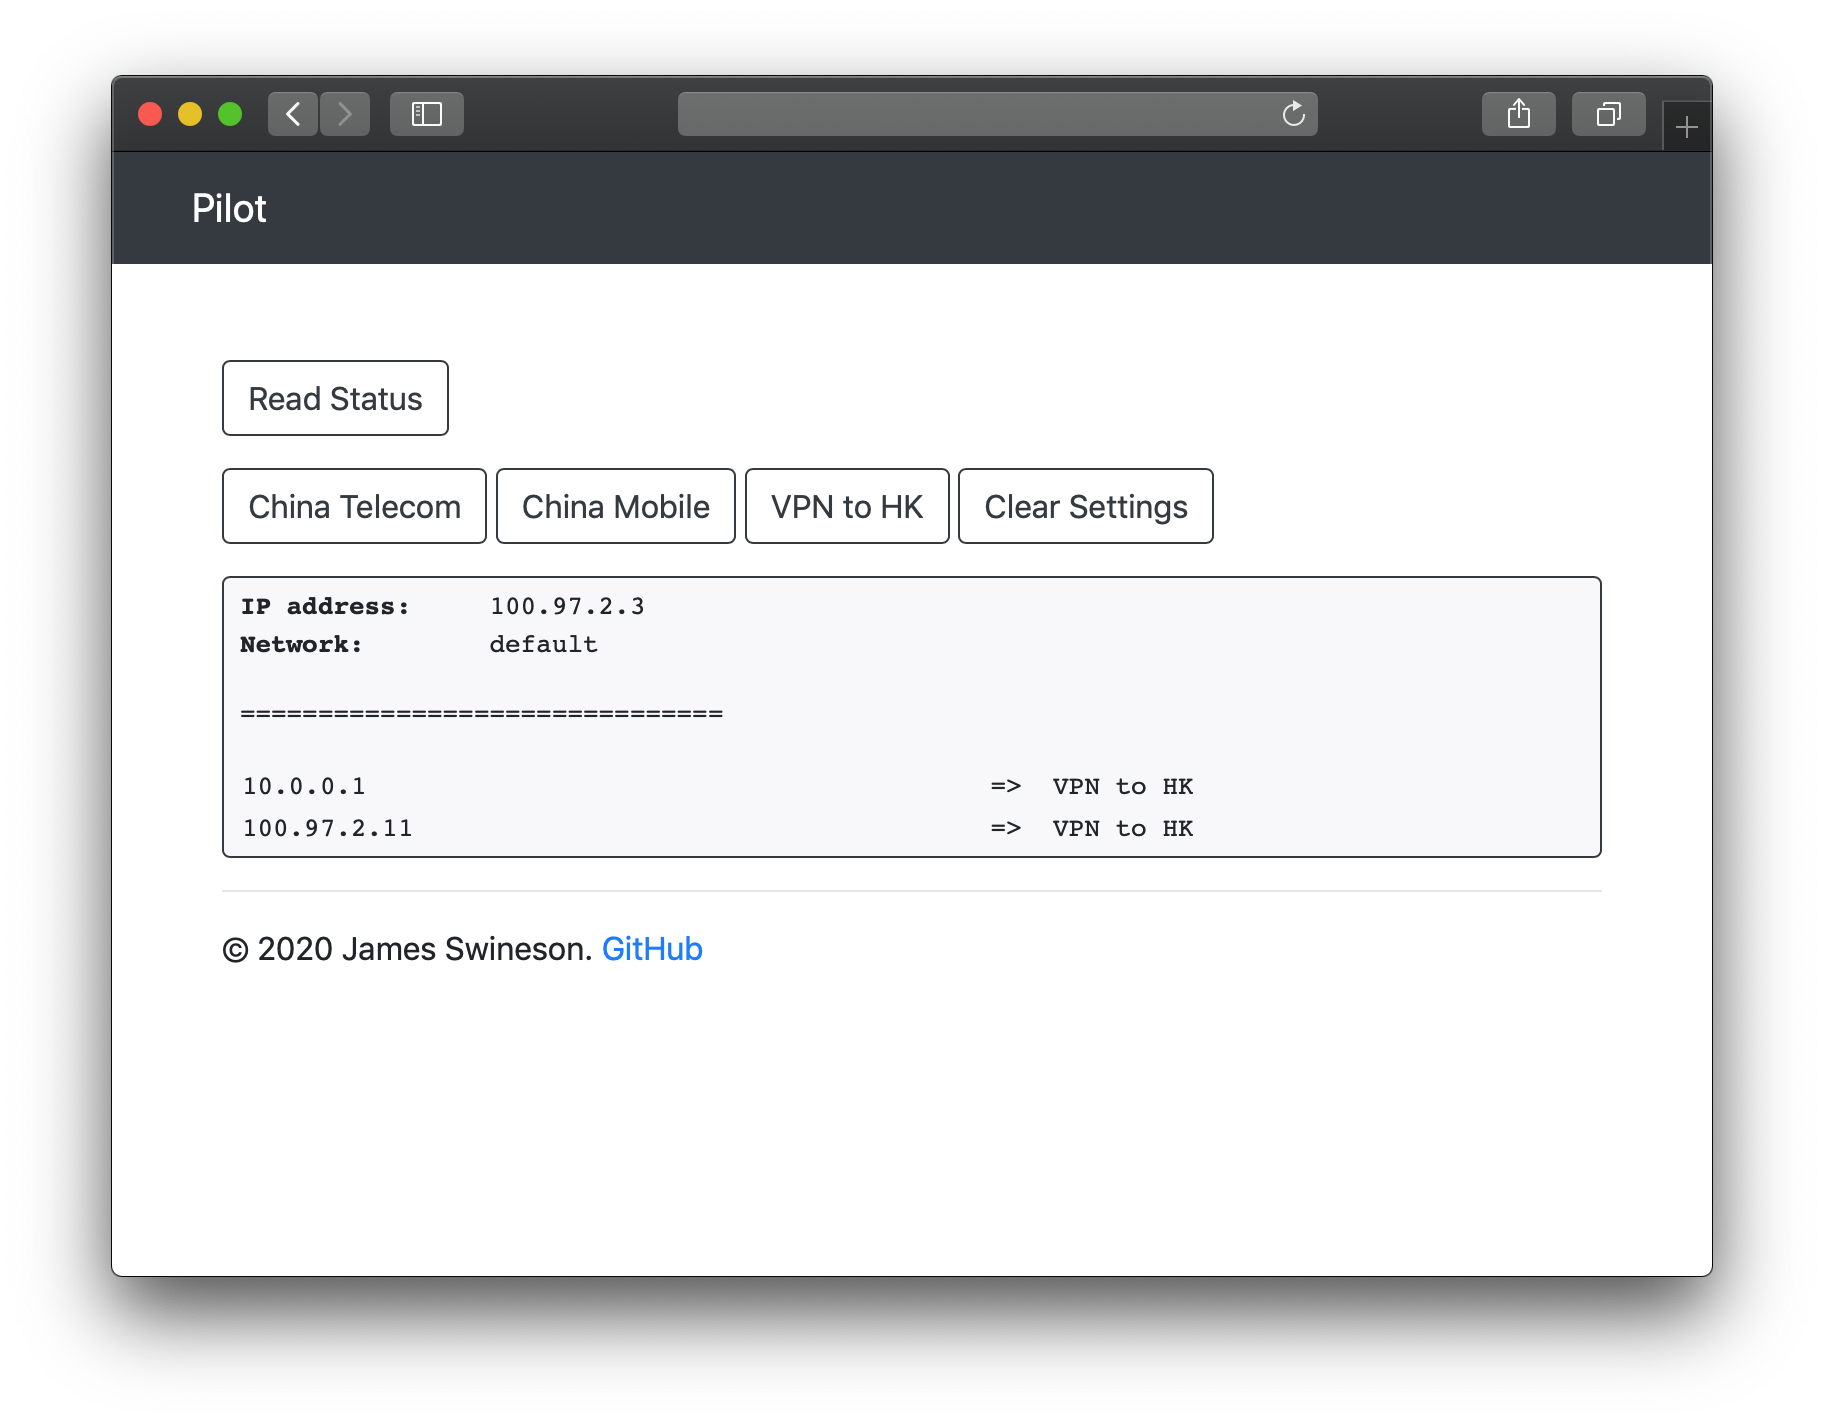 Pilot
Read Status
China Telecom China Mobile VPN to HK Clear Settings
IP address: 100.97.2.3
Network: default
===============================
10.0.0.1 => VPN to HK
100.97.2.11 => VPN to HK
© 2020 James Swineson. GitHub